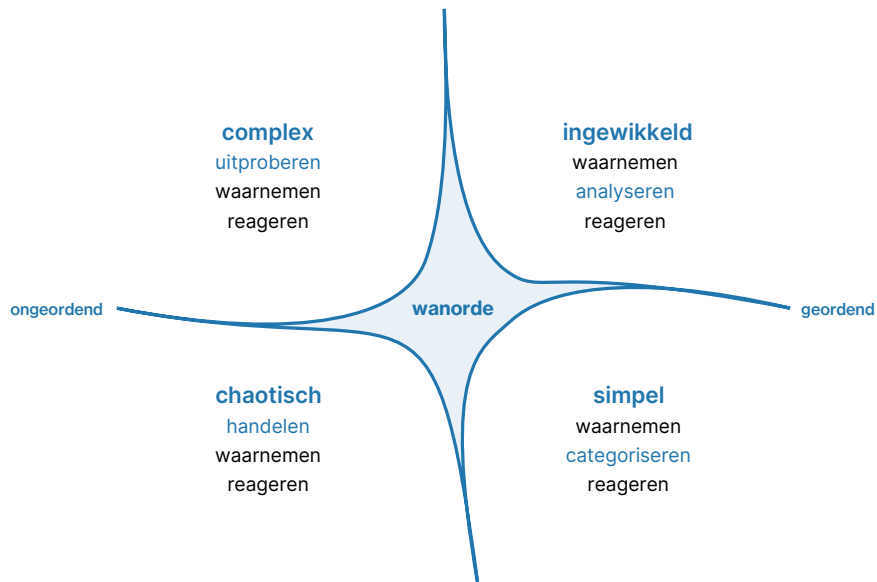 complex
uitproberen
waarnemen
reageren
ingewikkeld
waarnemen
analyseren
reageren
ongeordend
wanorde
geordend
chaotisch
handelen
waarnemen
reageren
simpel
waarnemen
categoriseren
reageren